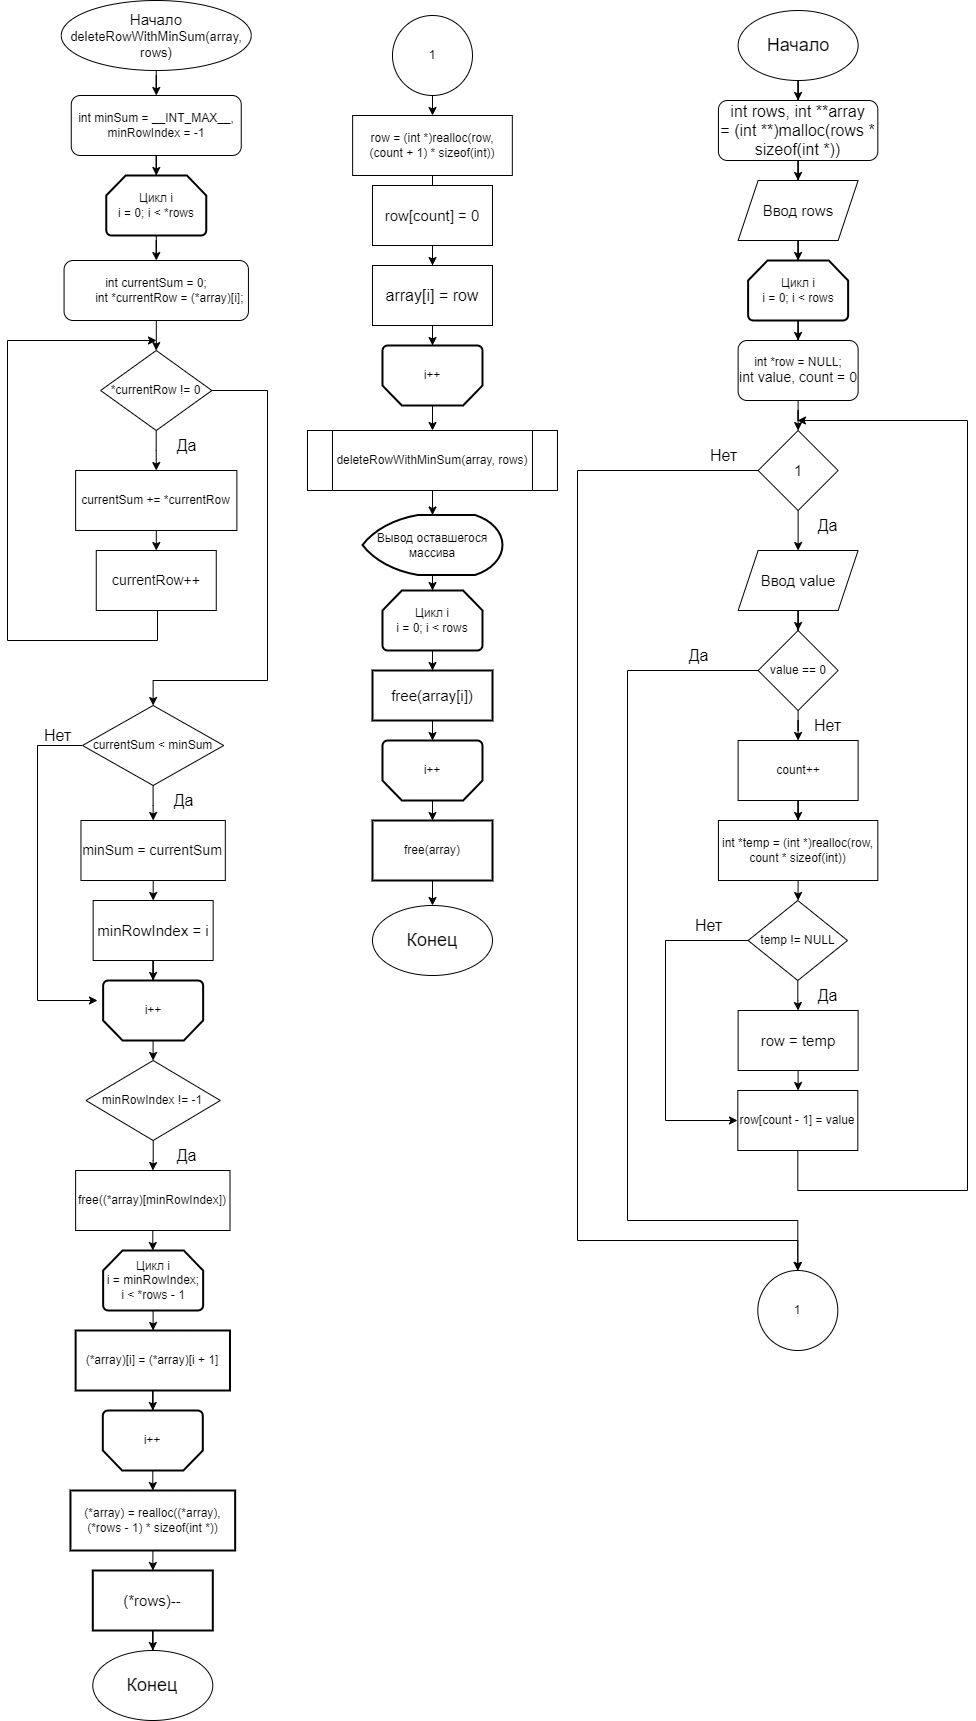 Начало
deleteRowWithMinSum(array,
rows)
int minSum = __INT_MAX__,
minRowIndex = -1
Цикл i
i = 0; i < *rows
int currentSum = 0;
int *currentRow = (*array)[i];
*currentRow != 0
Да
currentSum += *currentRow
currentRow++
currentSum < minSum
Нет
Да
minSum = currentSum
minRowIndex = i
i++
minRowIndex != -1
Да
free((*array)[minRowIndex])
Цикл i
i = minRowIndex;
i < *rows - 1
(*array)[i] = (*array)[i + 1]
i++
(*array) = realloc((*array),
(*rows - 1) * sizeof(int *))
(*rows)--
Конец
1
row = (int *)realloc(row,
(count + 1) * sizeof(int))
row[count] = 0
array[i] = row
i++
deleteRowWithMinSum(array, rows)
Вывод оставшегося
массива
Цикл i
i = 0; i < rows
free(array[i])
i++
free(array)
Конец
Начало
int rows, int **array
= (int **)malloc(rows *
sizeof(int *))
Ввод rows
Цикл i
i = 0; i < rows
int *row = NULL;
int value, count = 0
Нет
1
Да
Ввод value
Да
value == 0
Нет
count++
int *temp = (int *)realloc(row,
count * sizeof(int))
Нет
temp != NULL
Да
row = temp
row[count - 1] = value
1